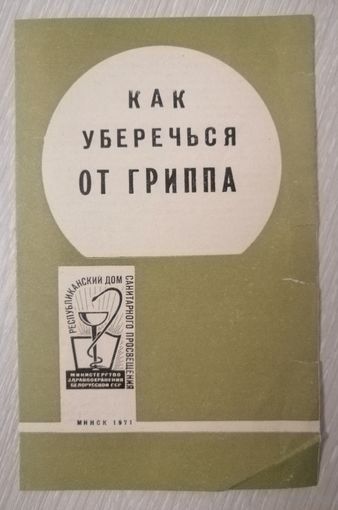 КАК
УБЕРЕЧЬСЯ
ОТ ГРИППА
РЕСПУБЛИКАНСКИЙ ДОМ
САНИТАРНОГО ПРОСВЕЩЕНИЯ
МИНИСТЕРСТВО
ЗДРАВООХРАНЕНИЯ
БЕЛОРУССКОЙ ССР
МИНСК 1971